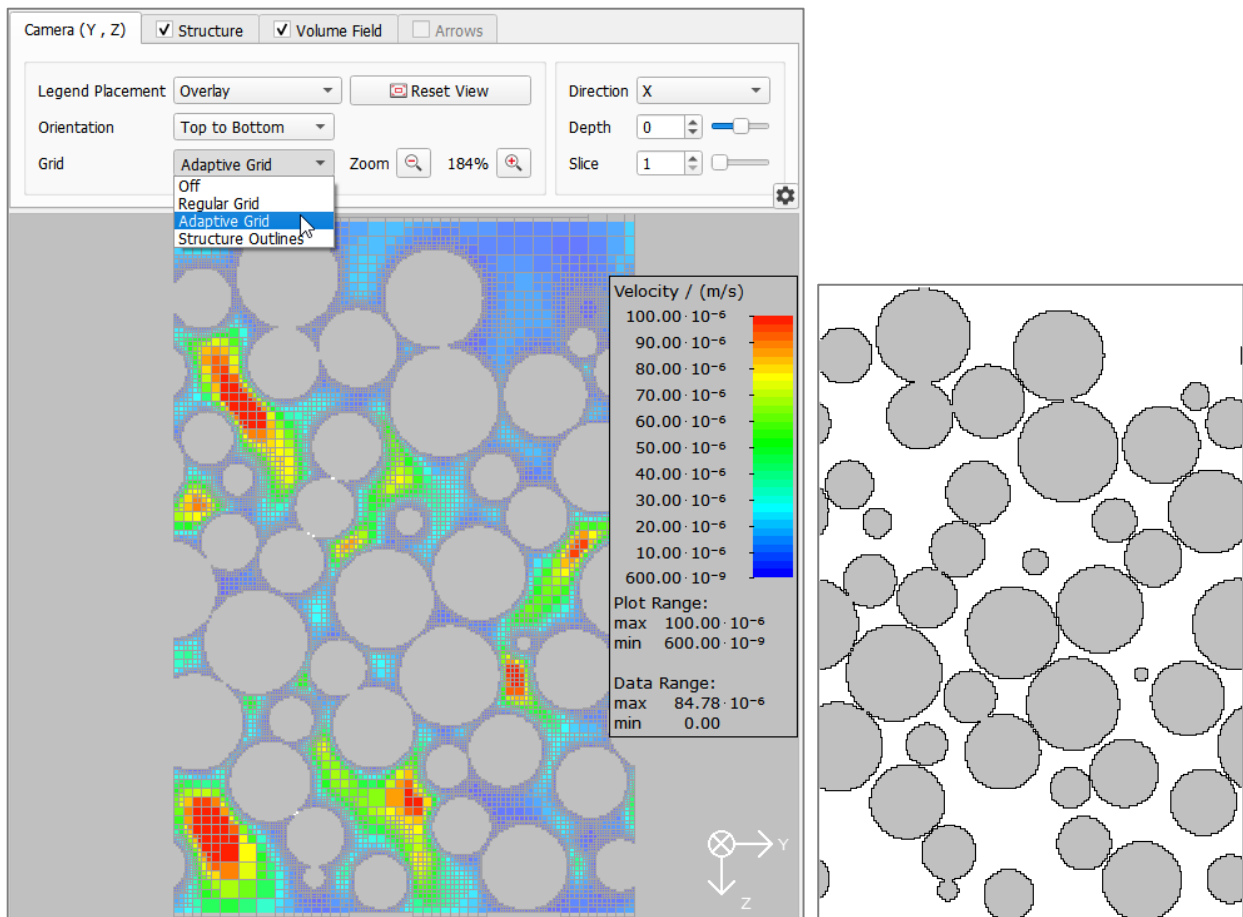 Camera (Y , Z)
Structure
Volume Field
Arrows
Legend Placement
Overlay
Reset View
Direction
X
Orientation
Top to Bottom
Depth
0
Grid
Adaptive Grid
Zoom
184%
Slice
1
Off
Regular Grid
Adaptive Grid
Structure Outlines
Velocity / (m/s)
100.00 · 10⁻⁶
90.00 · 10⁻⁶
80.00 · 10⁻⁶
70.00 · 10⁻⁶
60.00 · 10⁻⁶
50.00 · 10⁻⁶
40.00 · 10⁻⁶
30.00 · 10⁻⁶
20.00 · 10⁻⁶
10.00 · 10⁻⁶
600.00 · 10⁻⁹
Plot Range:
max 100.00 · 10⁻⁶
min 600.00 · 10⁻⁹
Data Range:
max 84.78 · 10⁻⁶
min 0.00
Y
Z